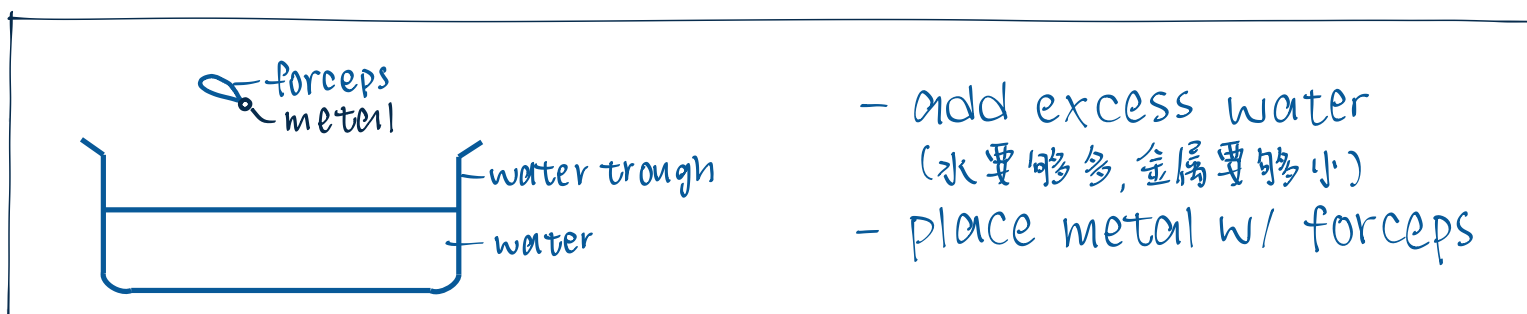 forceps
metal
water trough
water
- add excess water
(水要够多,金属要够小)
- place metal w/ forceps